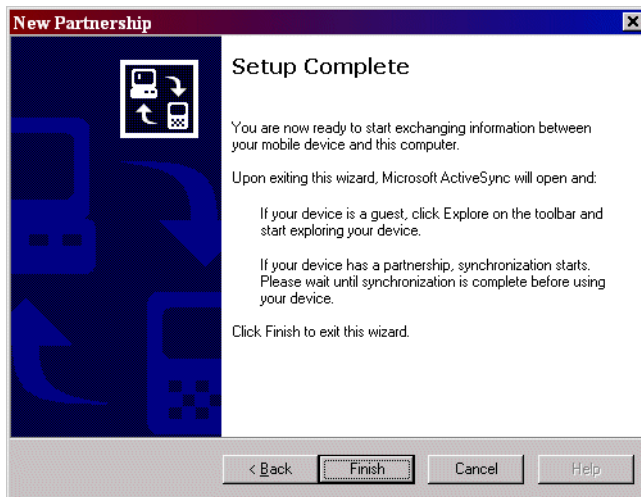 New Partnership
Setup Complete
You are now ready to start exchanging information between
your mobile device and this computer.
Upon exiting this wizard, Microsoft ActiveSync will open and:
If your device is a guest, click Explore on the toolbar and
start exploring your device.
If your device has a partnership, synchronization starts.
Please wait until synchronization is complete before using
your device.
Click Finish to exit this wizard.
< Back
Finish
Cancel
Help